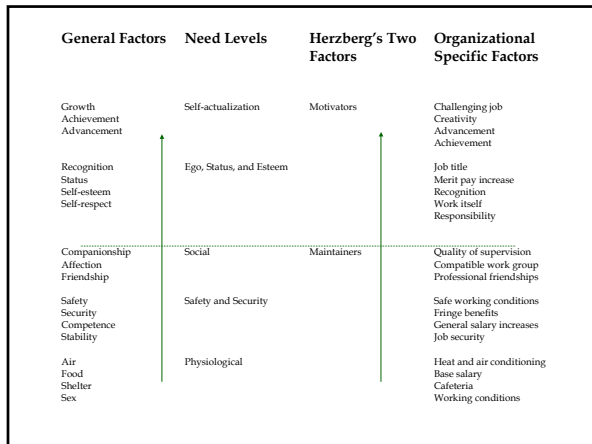 General Factors Need Levels Herzberg's Two Organizational
Factors Specific Factors
Growth Self-actualization Motivators Challenging job
Achievement Creativity
Advancement Advancement
Achievement
Recognition Ego, Status, and Esteem Job title
Status Merit pay increase
Self-esteem Recognition
Self-respect Work itself
Responsibility
Companionship Social Maintainers Quality of supervision
Affection Compatible work group
Friendship Professional friendships
Safety Safety and Security Safe working conditions
Security Fringe benefits
Competence General salary increases
Stability Job security
Air Physiological Heat and air conditioning
Food Base salary
Shelter Cafeteria
Sex Working conditions